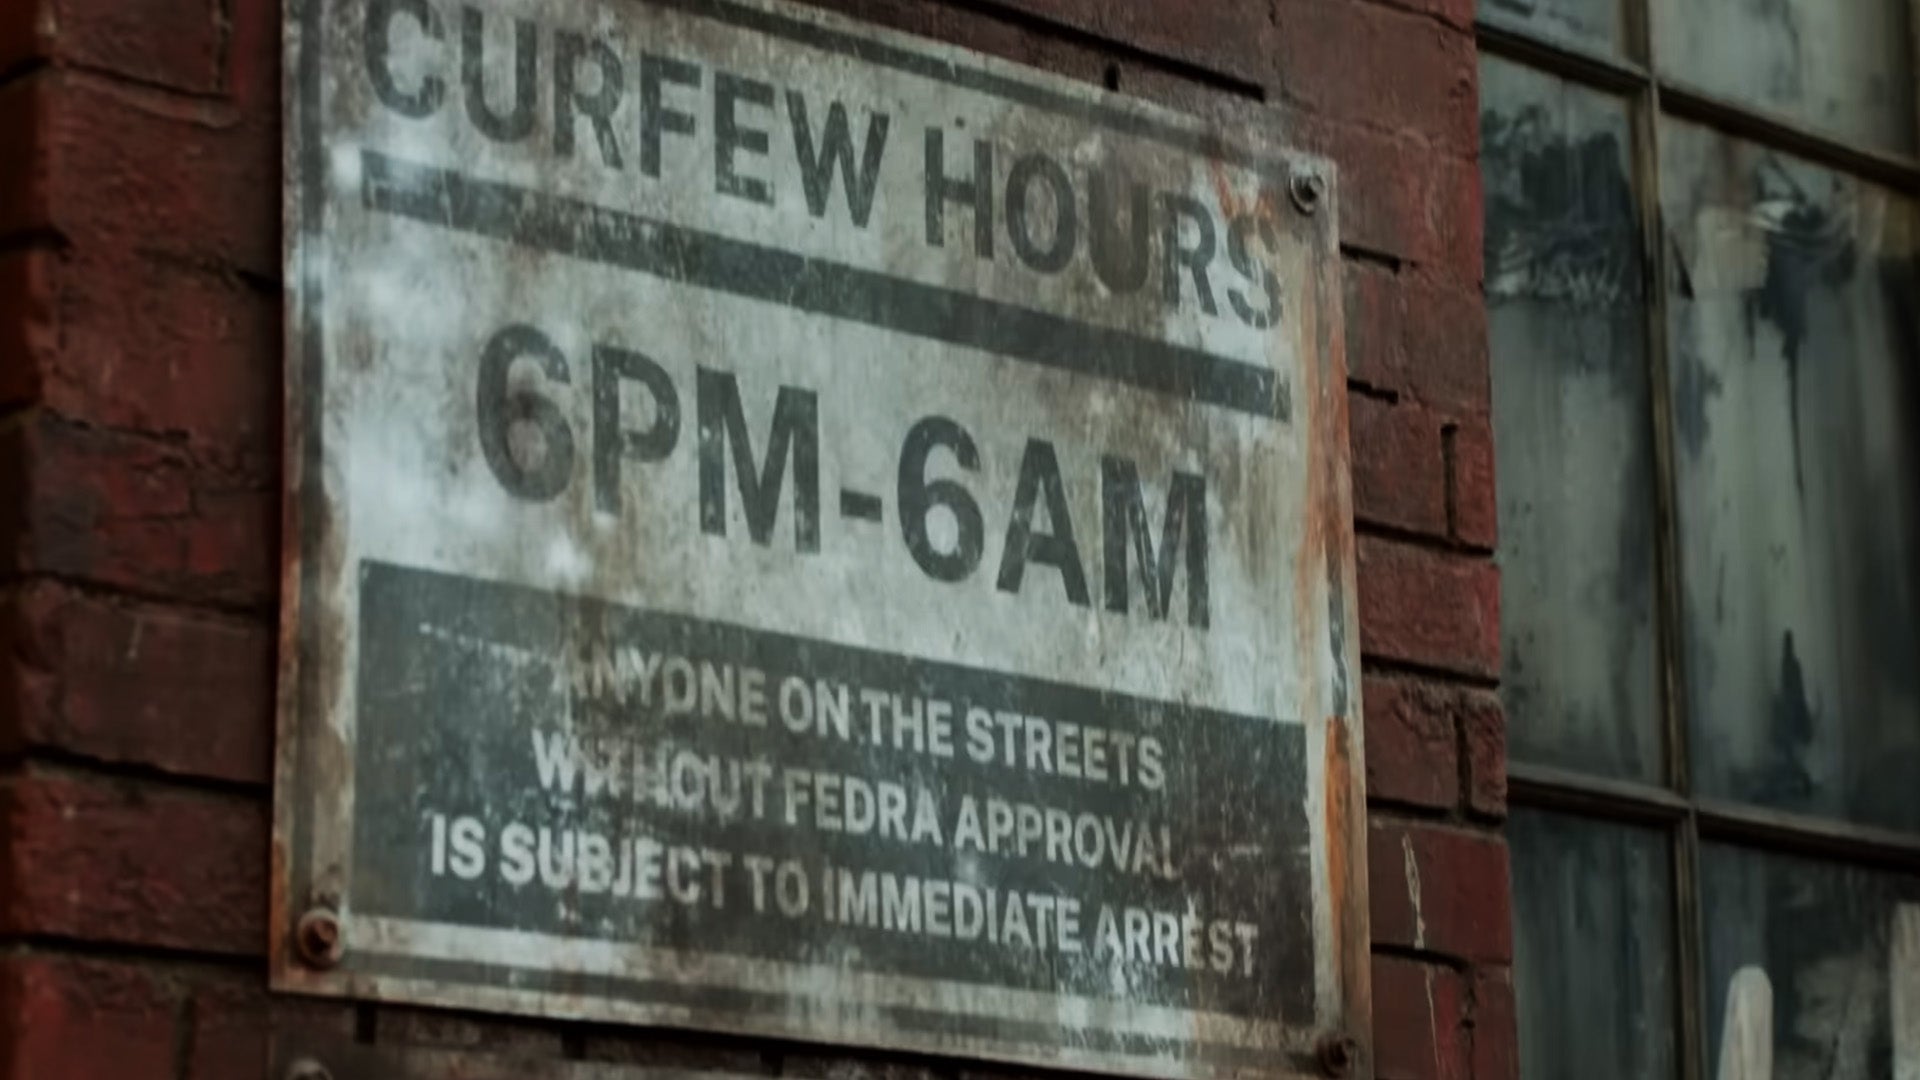 CURFEW HOURS
6PM-6AM
ANYONE ON THE STREETS
WITHOUT FEDRA APPROVAL
IS SUBJECT TO IMMEDIATE ARREST